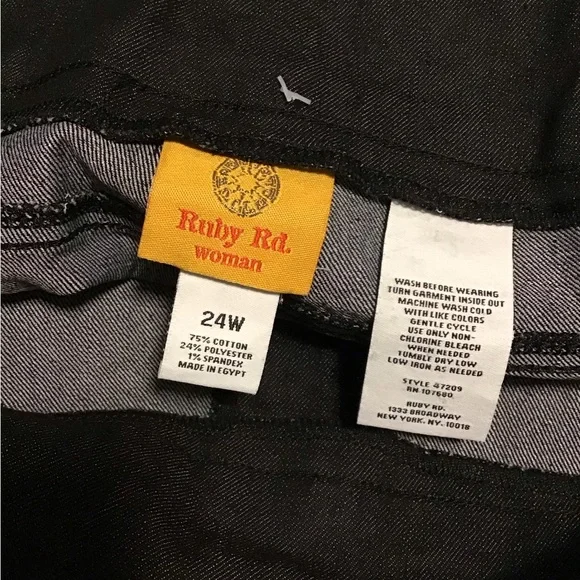 Ruby Rd.
woman
24W
75% COTTON
24% POLYESTER
1% SPANDEX
MADE IN EGYPT
WASH BEFORE WEARING
TURN GARMENT INSIDE OUT
MACHINE WASH COLD
WITH LIKE COLORS
GENTLE CYCLE
USE ONLY NON-
CHLORINE BLEACH
WHEN NEEDED
TUMBLE DRY LOW
LOW IRON AS NEEDED
STYLE 47209
RN 107680
RUBY RD.
1333 BROADWAY
NEW YORK, NY. 10018